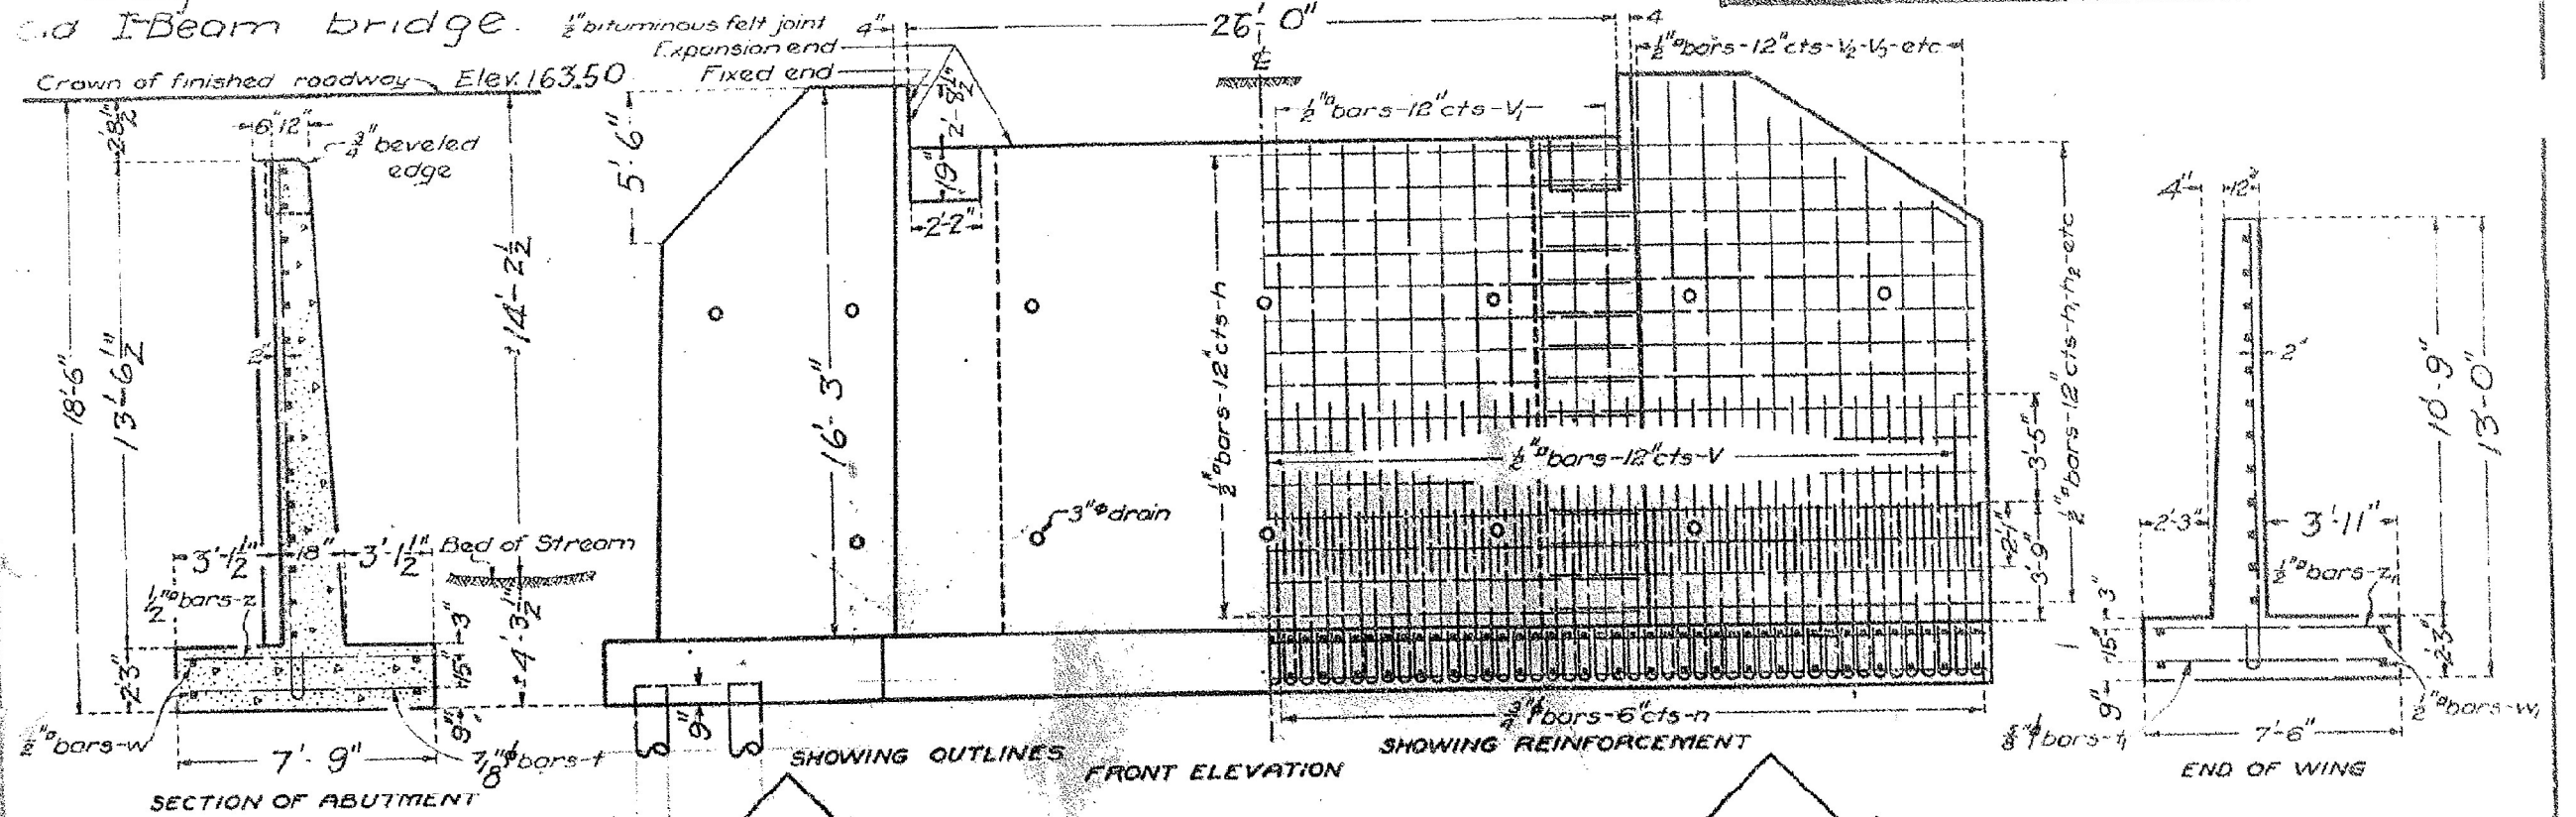 I-Beam bridge.
½" bituminous felt joint
Expansion end
Fixed end
4"
26'-0"
4
½"□ bars-12"cts-V₂-V₃-etc
Crown of finished roadway
Elev. 163.50
2'8½"
6" 12"
¾" beveled
edge
18'-6"
13'-6½"
±14'-2½"
2"
3'-1½"
18"
3'-1½"
Bed of Stream
½"□ bars-z
2'-3"
15"
3"
9"
±4'-3½"
½"□ bars-w
7'-9"
7/8"ϕ bars-t
SECTION OF ABUTMENT
5'-6"
2'-8½"
19"
2'-2"
16'-3"
3"ϕ drain
9"
SHOWING OUTLINES
FRONT ELEVATION
℄
½"□ bars-12"cts-V₁
½"□ bars-12"cts-h
½"□ bars-12"cts-V
½"□ bars-12"cts-h₁-h₂-etc
3'-5"
2'-1"
3'-9"
¾"ϕ bars-6"cts-n
SHOWING REINFORCEMENT
4"
12"
2"
10'-9"
13'-0"
2'-3"
3'-11"
½"□ bars-z₁
3"
15"
9"
2'-3"
ϕ bars-t₁
½"□ bars-w₁
7'-6"
END OF WING